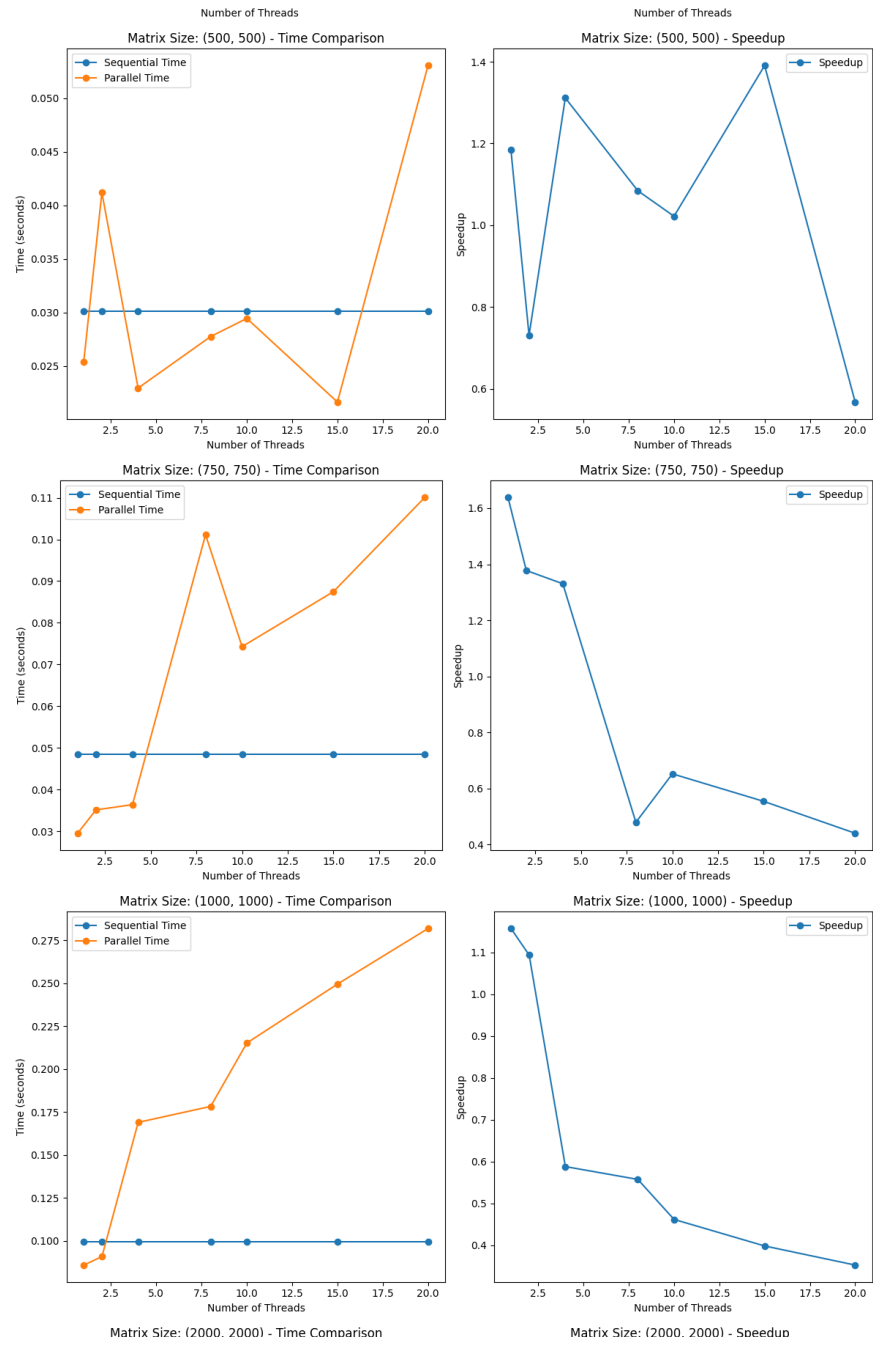 Number of Threads
Number of Threads
Matrix Size: (500, 500) - Time Comparison
Sequential Time
Parallel Time
0.050
0.045
0.040
0.035
0.030
0.025
Time (seconds)
2.5 5.0 7.5 10.0 12.5 15.0 17.5 20.0
Number of Threads
Matrix Size: (500, 500) - Speedup
Speedup
1.4
1.2
1.0
0.8
0.6
Speedup
2.5 5.0 7.5 10.0 12.5 15.0 17.5 20.0
Number of Threads
Matrix Size: (750, 750) - Time Comparison
Sequential Time
Parallel Time
0.11
0.10
0.09
0.08
0.07
0.06
0.05
0.04
0.03
Time (seconds)
2.5 5.0 7.5 10.0 12.5 15.0 17.5 20.0
Number of Threads
Matrix Size: (750, 750) - Speedup
Speedup
1.6
1.4
1.2
1.0
0.8
0.6
0.4
Speedup
2.5 5.0 7.5 10.0 12.5 15.0 17.5 20.0
Number of Threads
Matrix Size: (1000, 1000) - Time Comparison
Sequential Time
Parallel Time
0.275
0.250
0.225
0.200
0.175
0.150
0.125
0.100
Time (seconds)
2.5 5.0 7.5 10.0 12.5 15.0 17.5 20.0
Number of Threads
Matrix Size: (1000, 1000) - Speedup
Speedup
1.1
1.0
0.9
0.8
0.7
0.6
0.5
0.4
Speedup
2.5 5.0 7.5 10.0 12.5 15.0 17.5 20.0
Number of Threads
Matrix Size: (2000, 2000) - Time Comparison
Matrix Size: (2000, 2000) - Speedup